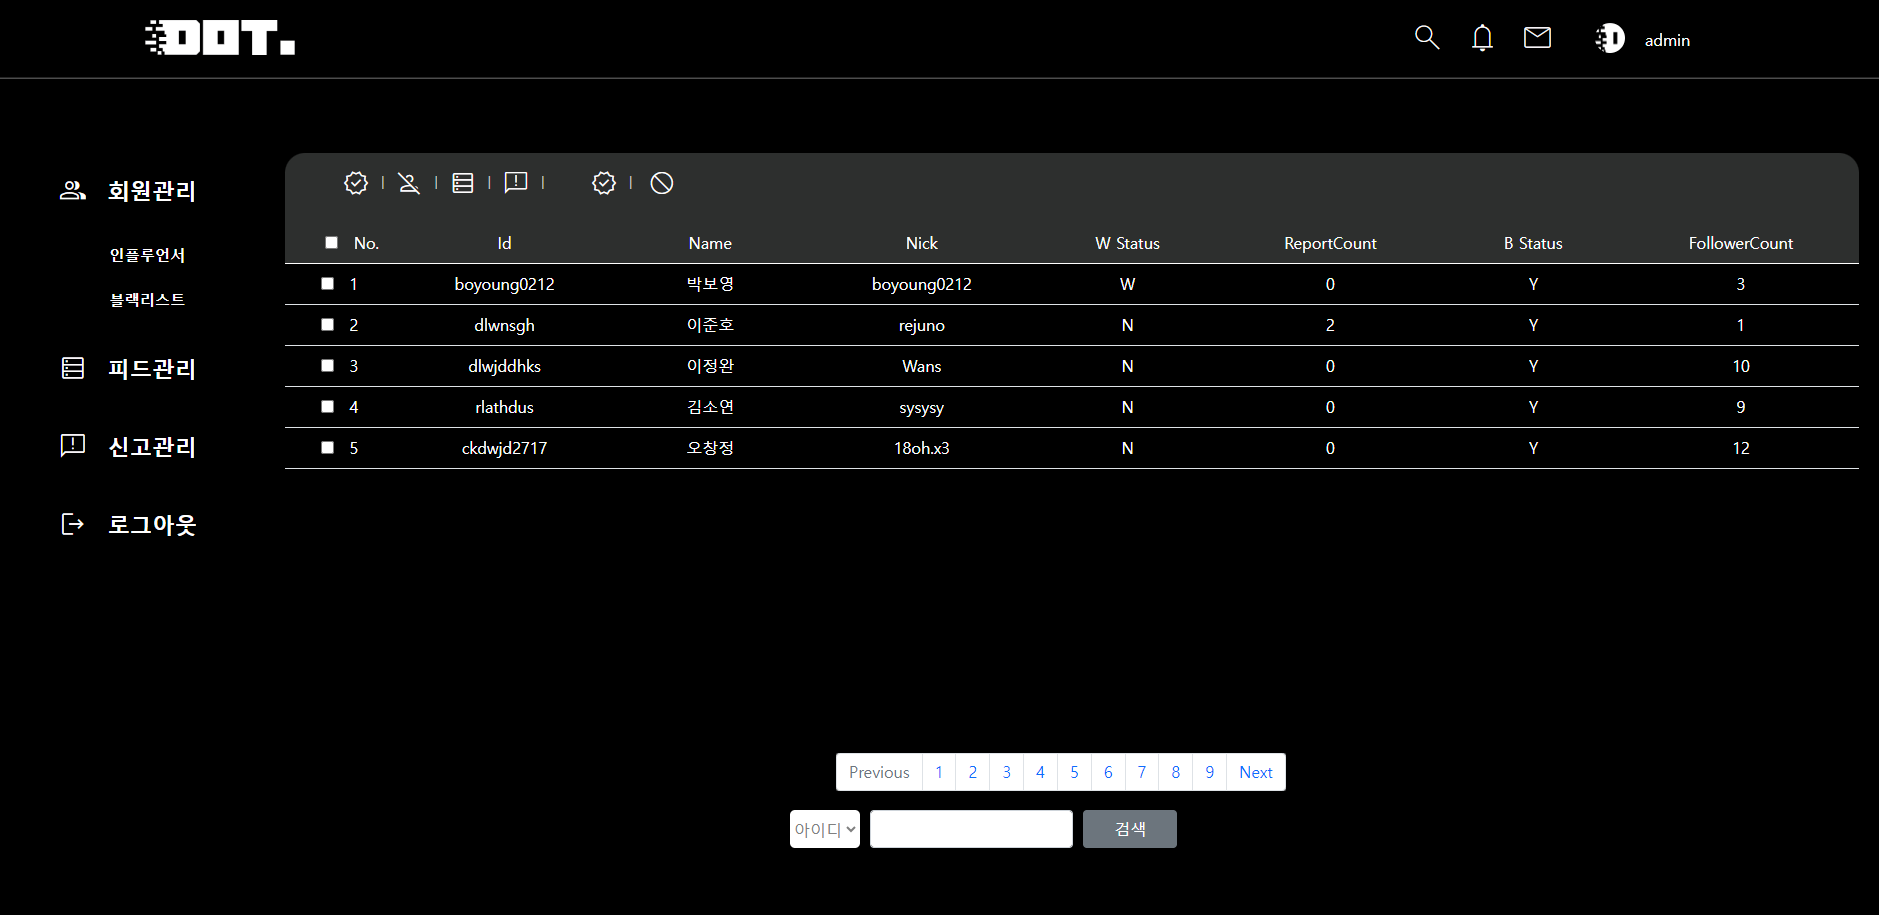 DOT.
admin
회원관리
인플루언서
블랙리스트
피드관리
신고관리
로그아웃
No. Id Name Nick W Status ReportCount B Status FollowerCount
1 boyoung0212 박보영 boyoung0212 W 0 Y 3
2 dlwnsgh 이준호 rejuno N 2 Y 1
3 dlwjddhks 이정완 Wans N 0 Y 10
4 rlathdus 김소연 sysysy N 0 Y 9
5 ckdwjd2717 오창정 18oh.x3 N 0 Y 12
Previous 1 2 3 4 5 6 7 8 9 Next
아이디 검색